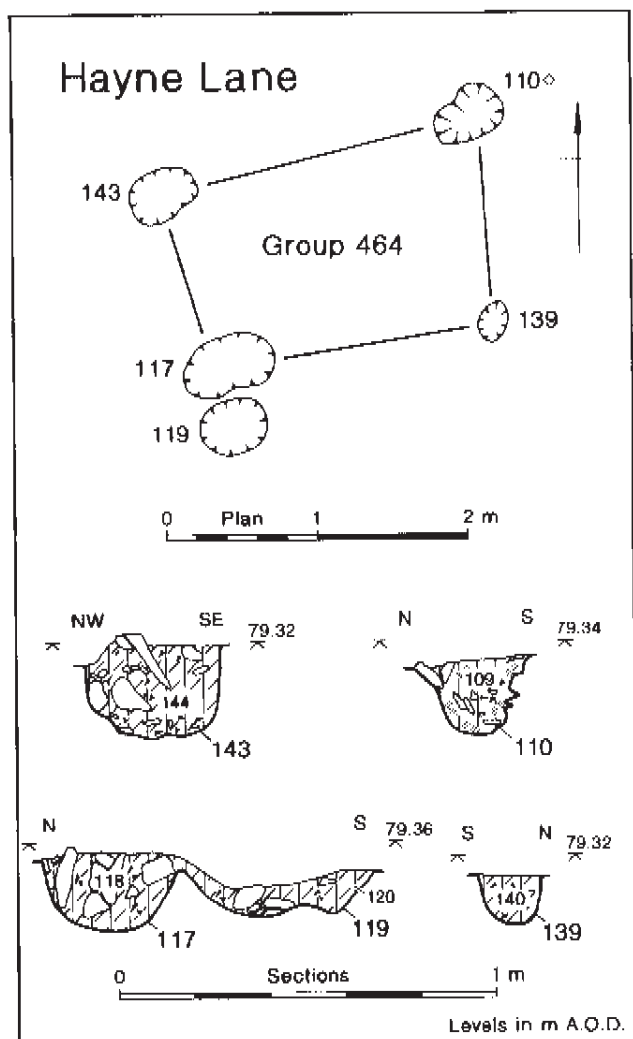 Hayne Lane
110
143
Group 464
139
117
119
0 Plan 1 2 m
NW SE 79.32
144
143
N S 79.34
109
110
N S 79.36
118
120
117
119
S N 79.32
140
139
0 Sections 1 m
Levels in m A.O.D.